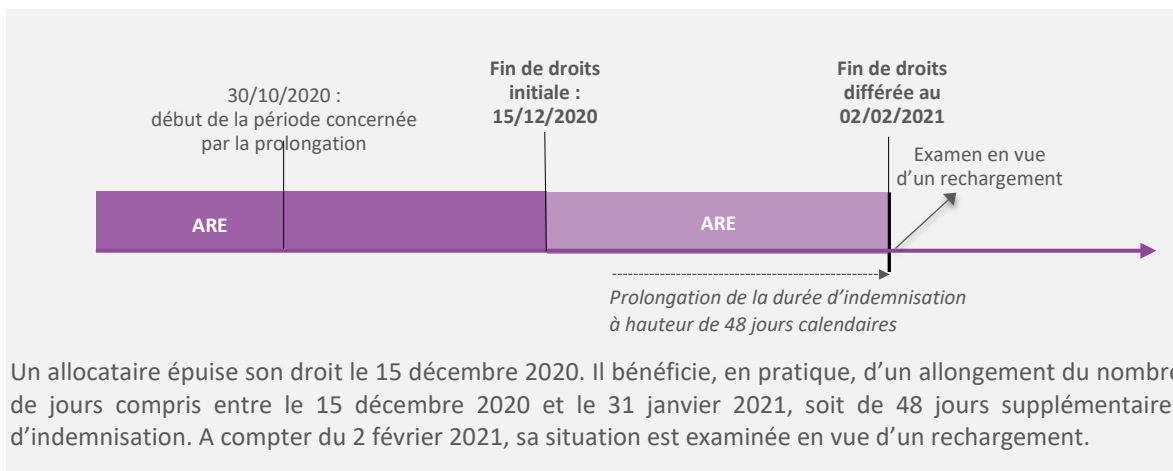 Fin de droits
initiale :
15/12/2020
Fin de droits
différée au
02/02/2021
30/10/2020 :
début de la période concernée
par la prolongation
Examen en vue
d’un rechargement
ARE
ARE
Prolongation de la durée d’indemnisation
à hauteur de 48 jours calendaires
Un allocataire épuise son droit le 15 décembre 2020. Il bénéficie, en pratique, d’un allongement du nombre
de jours compris entre le 15 décembre 2020 et le 31 janvier 2021, soit de 48 jours supplémentaire
d’indemnisation. A compter du 2 février 2021, sa situation est examinée en vue d’un rechargement.